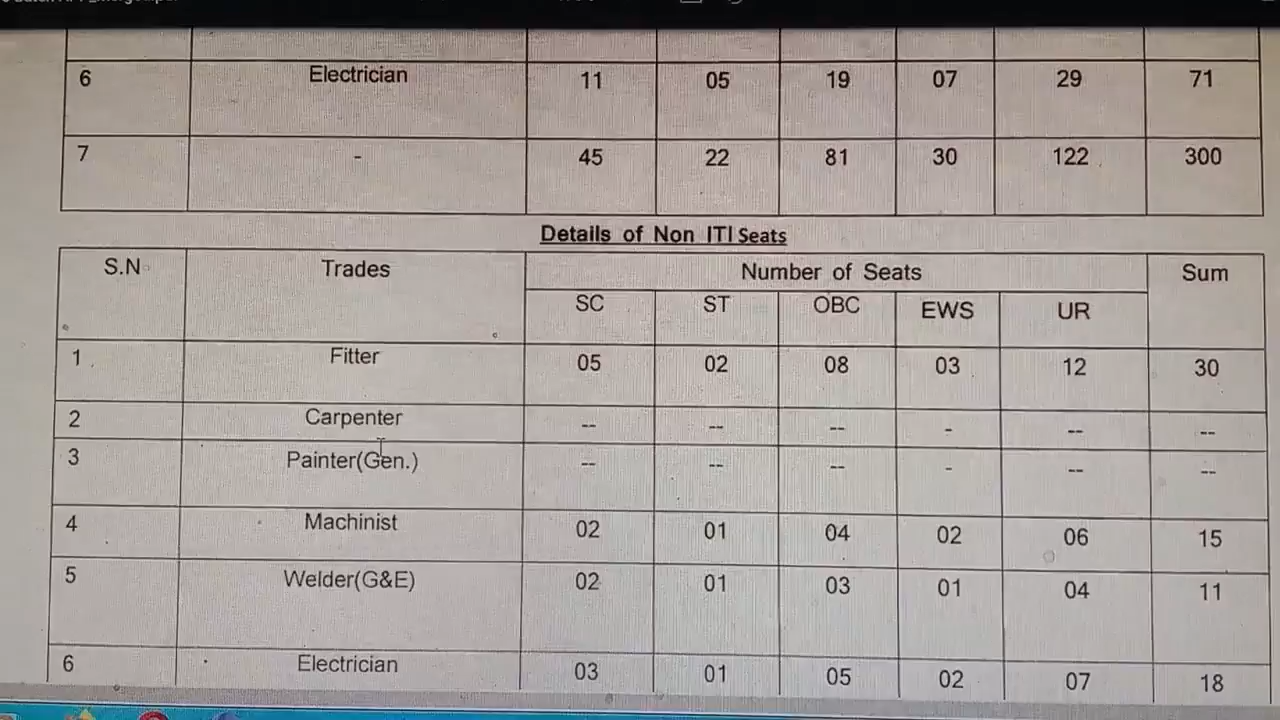 6 Electrician 11 05 19 07 29 71
7 - 45 22 81 30 122 300
Details of Non ITI Seats
S.N Trades Number of Seats Sum
SC ST OBC EWS UR
1 Fitter 05 02 08 03 12 30
2 Carpenter -- -- -- - -- --
3 Painter(Gen.) -- -- -- - -- --
4 Machinist 02 01 04 02 06 15
5 Welder(G&E) 02 01 03 01 04 11
6 Electrician 03 01 05 02 07 18